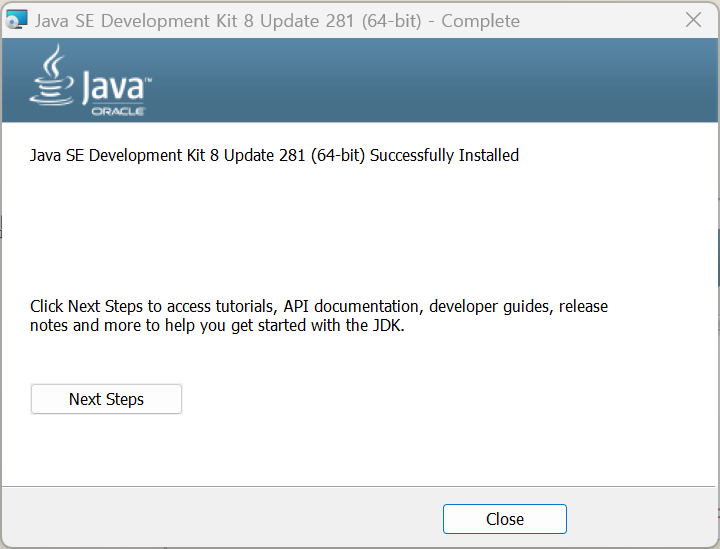 Java SE Development Kit 8 Update 281 (64-bit) - Complete
Java™
ORACLE
Java SE Development Kit 8 Update 281 (64-bit) Successfully Installed
Click Next Steps to access tutorials, API documentation, developer guides, release
notes and more to help you get started with the JDK.
Next Steps
Close